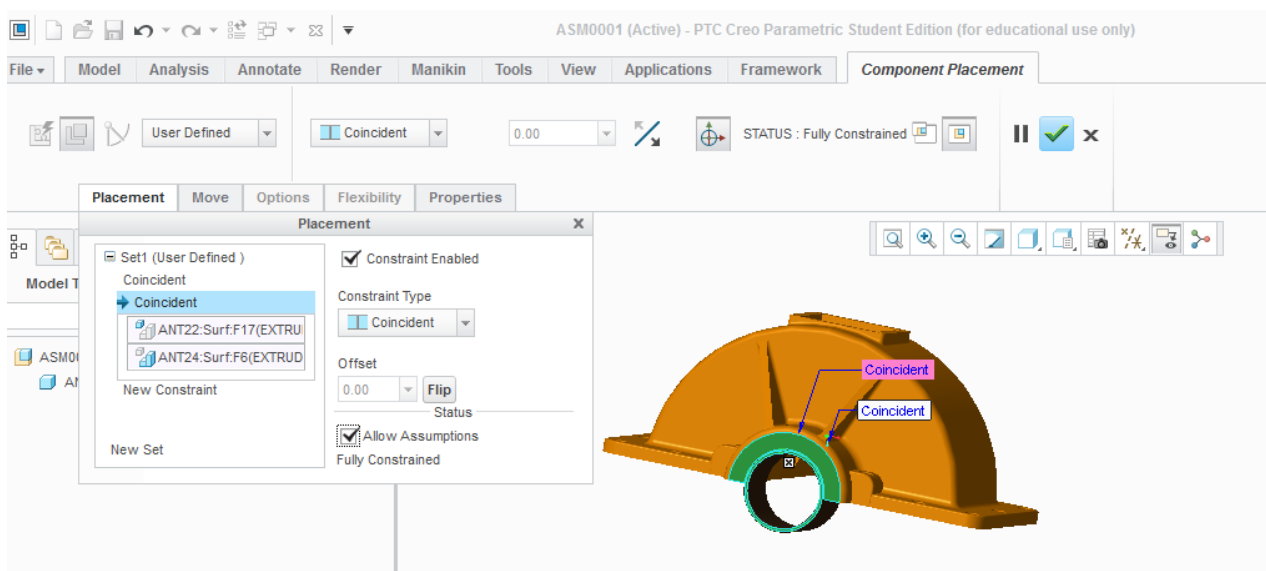 ASM0001 (Active) - PTC Creo Parametric Student Edition (for educational use only)
File Model Analysis Annotate Render Manikin Tools View Applications Framework Component Placement
User Defined Coincident 0.00 STATUS : Fully Constrained
Placement Move Options Flexibility Properties
Placement x
Set1 (User Defined )
Coincident
Coincident
ANT22:Surf:F17(EXTRU
ANT24:Surf:F6(EXTRUD
New Constraint
New Set
Constraint Enabled
Constraint Type
Coincident
Offset
0.00 Flip
Status
Allow Assumptions
Fully Constrained
Model T
ASM0
A
Coincident
Coincident